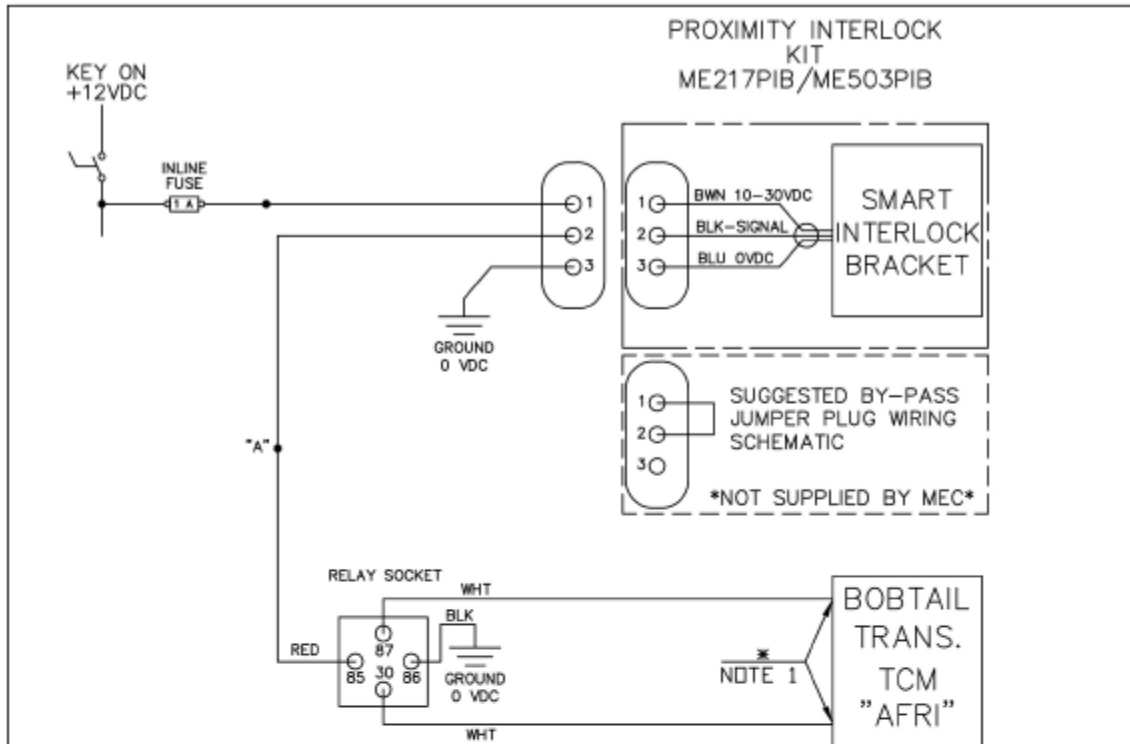 PROXIMITY INTERLOCK
KIT
ME217PIB/ME503PIB
KEY ON
+12VDC
INLINE
FUSE
1 A
1
2
3
GROUND
0 VDC
1
2
3
BWN 10-30VDC
BLK-SIGNAL
BLU 0VDC
SMART
INTERLOCK
BRACKET
1
2
3
SUGGESTED BY-PASS
JUMPER PLUG WIRING
SCHEMATIC
*NOT SUPPLIED BY MEC*
"A"
RELAY SOCKET
WHT
BLK
RED
87
85
30
86
GROUND
0 VDC
WHT
*
NOTE 1
BOBTAIL
TRANS.
TCM
"AFRI"